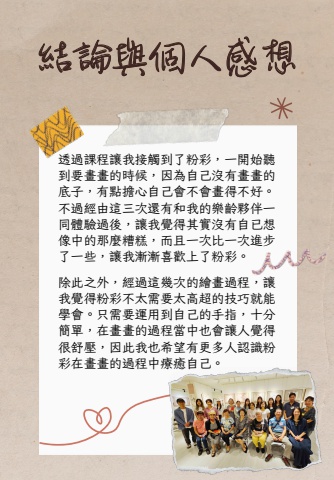 結論與個人感想
透過課程讓我接觸到了粉彩，一開始聽
到要畫畫的時候，因為自己沒有畫畫的
底子，有點擔心自己會不會畫得不好。
不過經由這三次還有和我的樂齡夥伴一
同體驗過後，讓我覺得其實沒有自己想
像中的那麼糟糕，而且一次比一次進步
了一些，讓我漸漸喜歡上了粉彩。
除此之外，經過這幾次的繪畫過程，讓
我覺得粉彩不太需要太高超的技巧就能
學會。只需要運用到自己的手指，十分
簡單，在畫畫的過程當中也會讓人覺得
很舒壓，因此我也希望有更多人認識粉
彩在畫畫的過程中療癒自己。